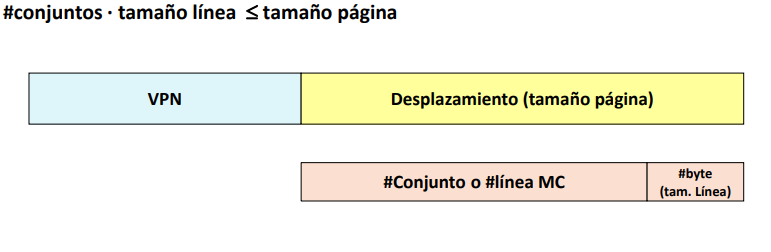 #conjuntos · tamaño línea ≤ tamaño página
VPN
Desplazamiento (tamaño página)
#Conjunto o #línea MC
#byte
(tam. Línea)